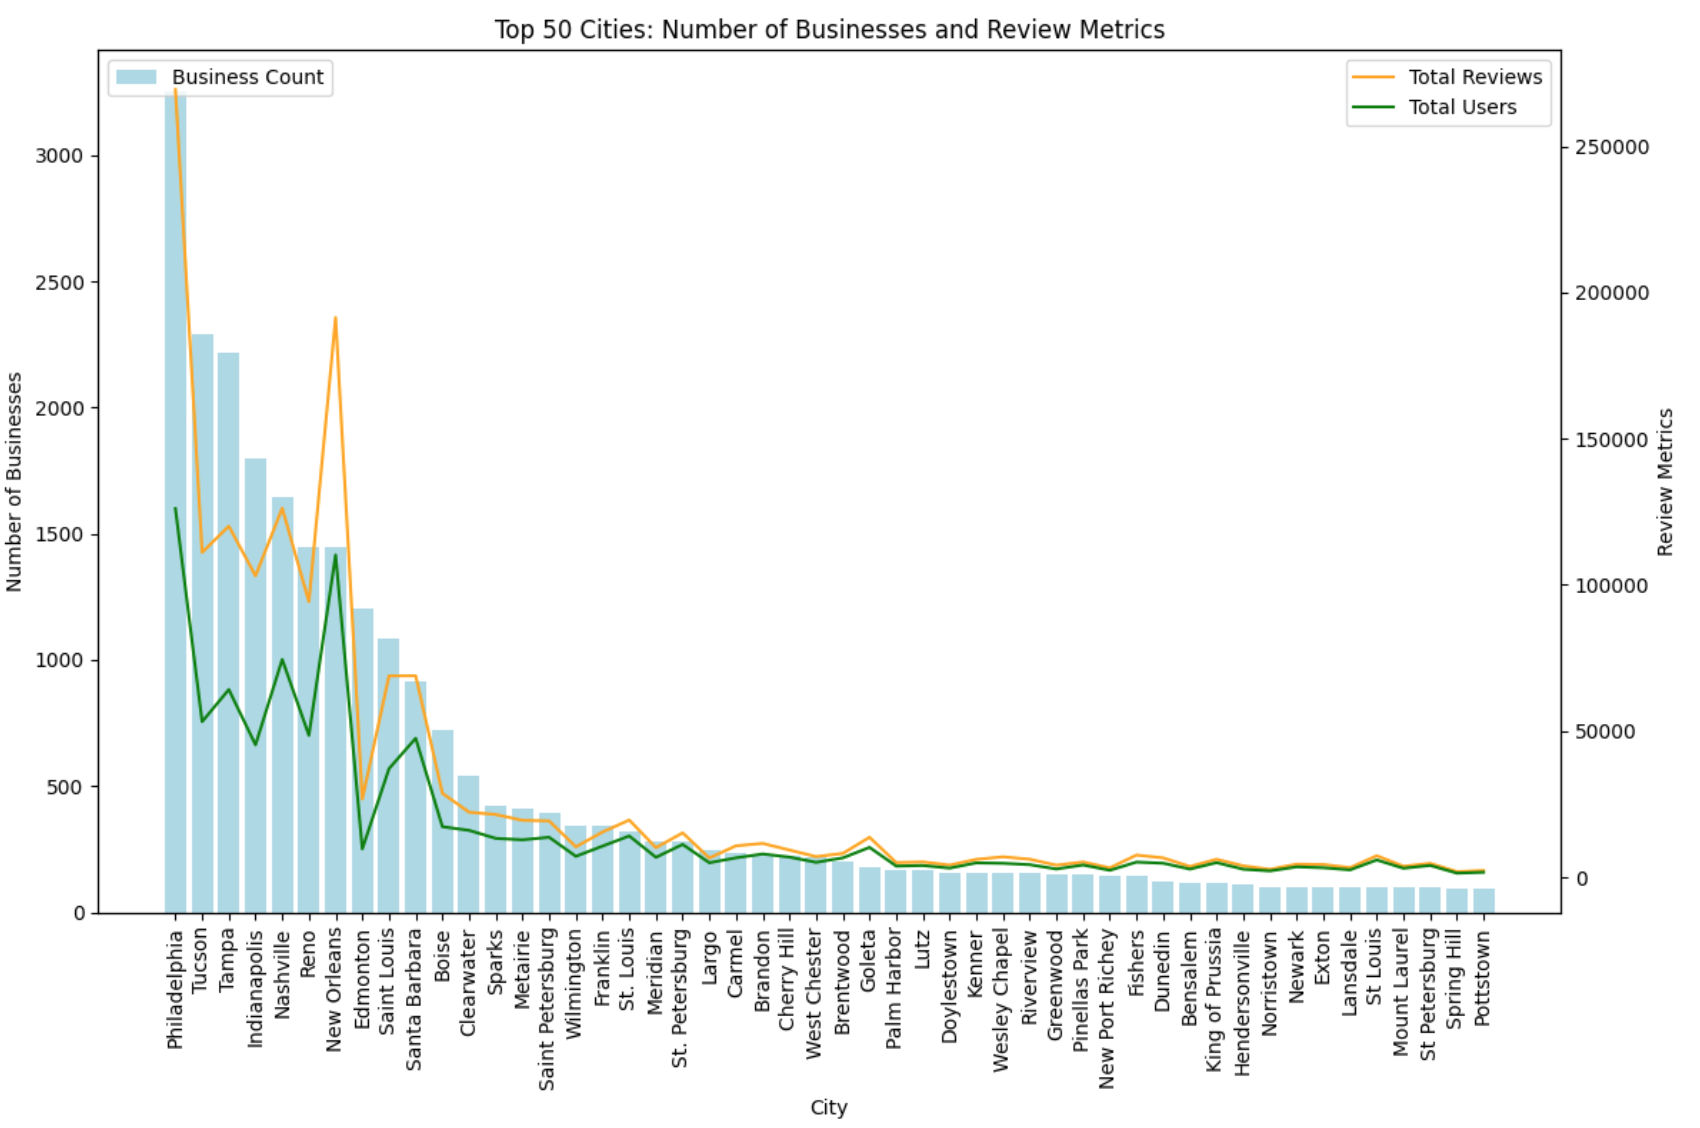 Top 50 Cities: Number of Businesses and Review Metrics
Business Count
Total Reviews
Total Users
Number of Businesses
3000
2500
2000
1500
1000
500
0
250000
200000
150000
100000
50000
0
Review Metrics
Philadelphia
Tucson
Tampa
Indianapolis
Nashville
Reno
New Orleans
Edmonton
Saint Louis
Santa Barbara
Boise
Clearwater
Sparks
Metairie
Saint Petersburg
Wilmington
Franklin
St. Louis
Meridian
St. Petersburg
Largo
Carmel
Brandon
Cherry Hill
West Chester
Brentwood
Goleta
Palm Harbor
Lutz
Doylestown
Kenner
Wesley Chapel
Riverview
Greenwood
Pinellas Park
New Port Richey
Fishers
Dunedin
Bensalem
King of Prussia
Hendersonville
Norristown
Newark
Exton
Lansdale
St Louis
Mount Laurel
St Petersburg
Spring Hill
Pottstown
City